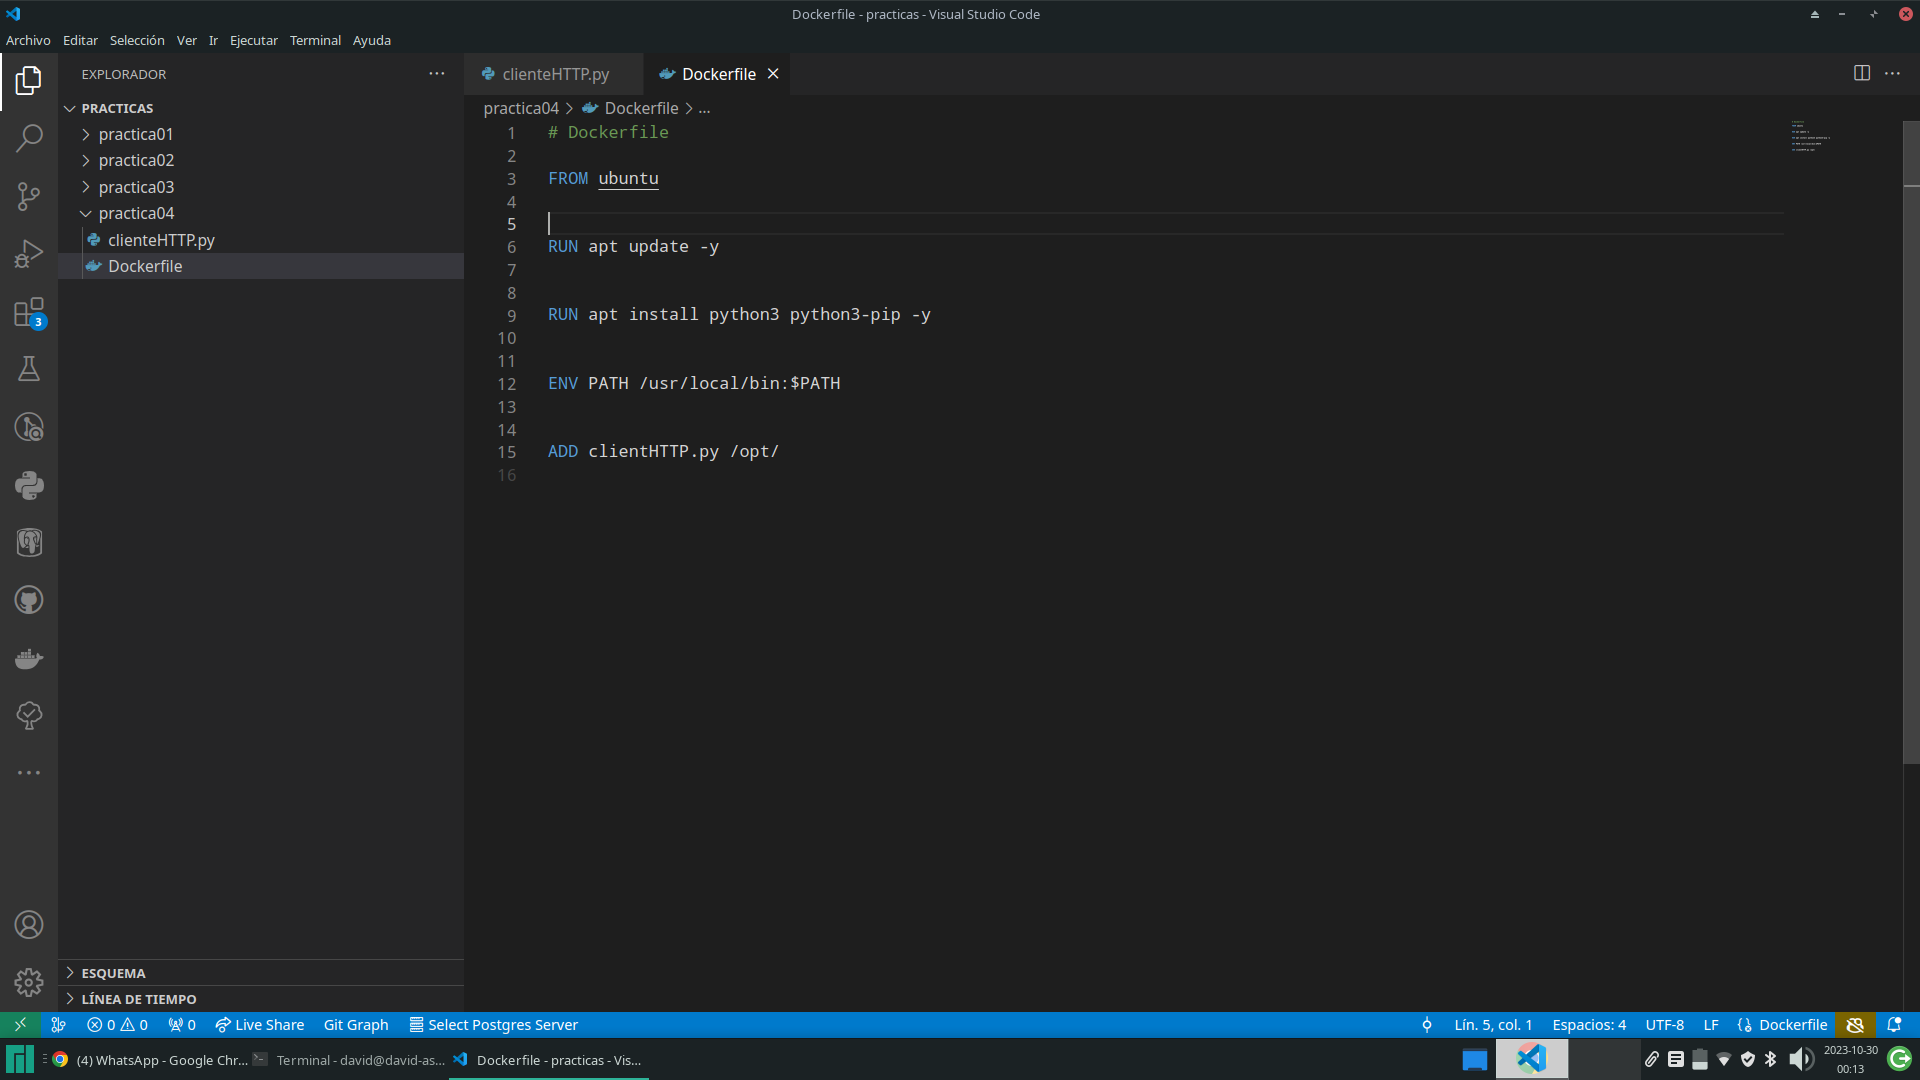 Dockerfile - practicas - Visual Studio Code
Archivo Editar Selección Ver Ir Ejecutar Terminal Ayuda
EXPLORADOR
PRACTICAS
practica01
practica02
practica03
practica04
clienteHTTP.py
Dockerfile
3
ESQUEMA
LÍNEA DE TIEMPO
clienteHTTP.py Dockerfile
practica04 > Dockerfile > ...
1 # Dockerfile
2
3 FROM ubuntu
4
5
6 RUN apt update -y
7
8
9 RUN apt install python3 python3-pip -y
10
11
12 ENV PATH /usr/local/bin:$PATH
13
14
15 ADD clientHTTP.py /opt/
16
0 0 0 Live Share Git Graph Select Postgres Server Lín. 5, col. 1 Espacios: 4 UTF-8 LF Dockerfile
(4) WhatsApp - Google Chr... Terminal - david@david-as... Dockerfile - practicas - Vis... 2023-10-30
00:13